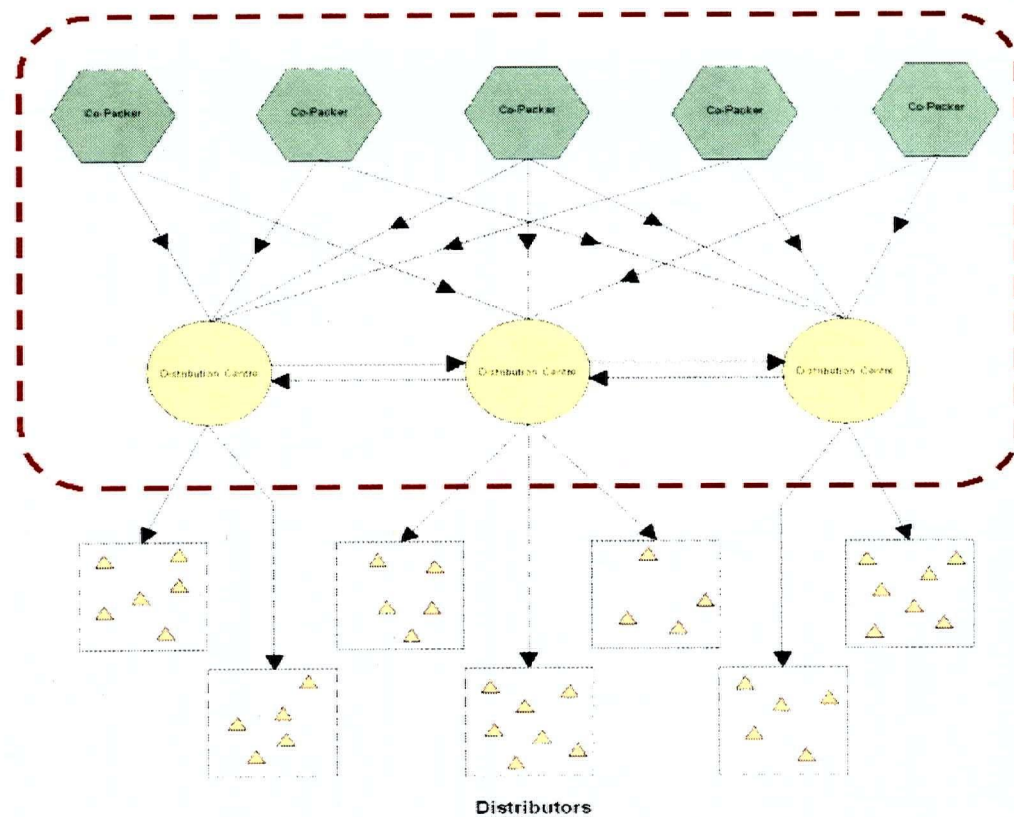 Co-Packer
Co-Packer
Co-Packer
Co-Packer
Co-Packer
Distribution Centre
Distribution Centre
Distribution Centre
Distributors